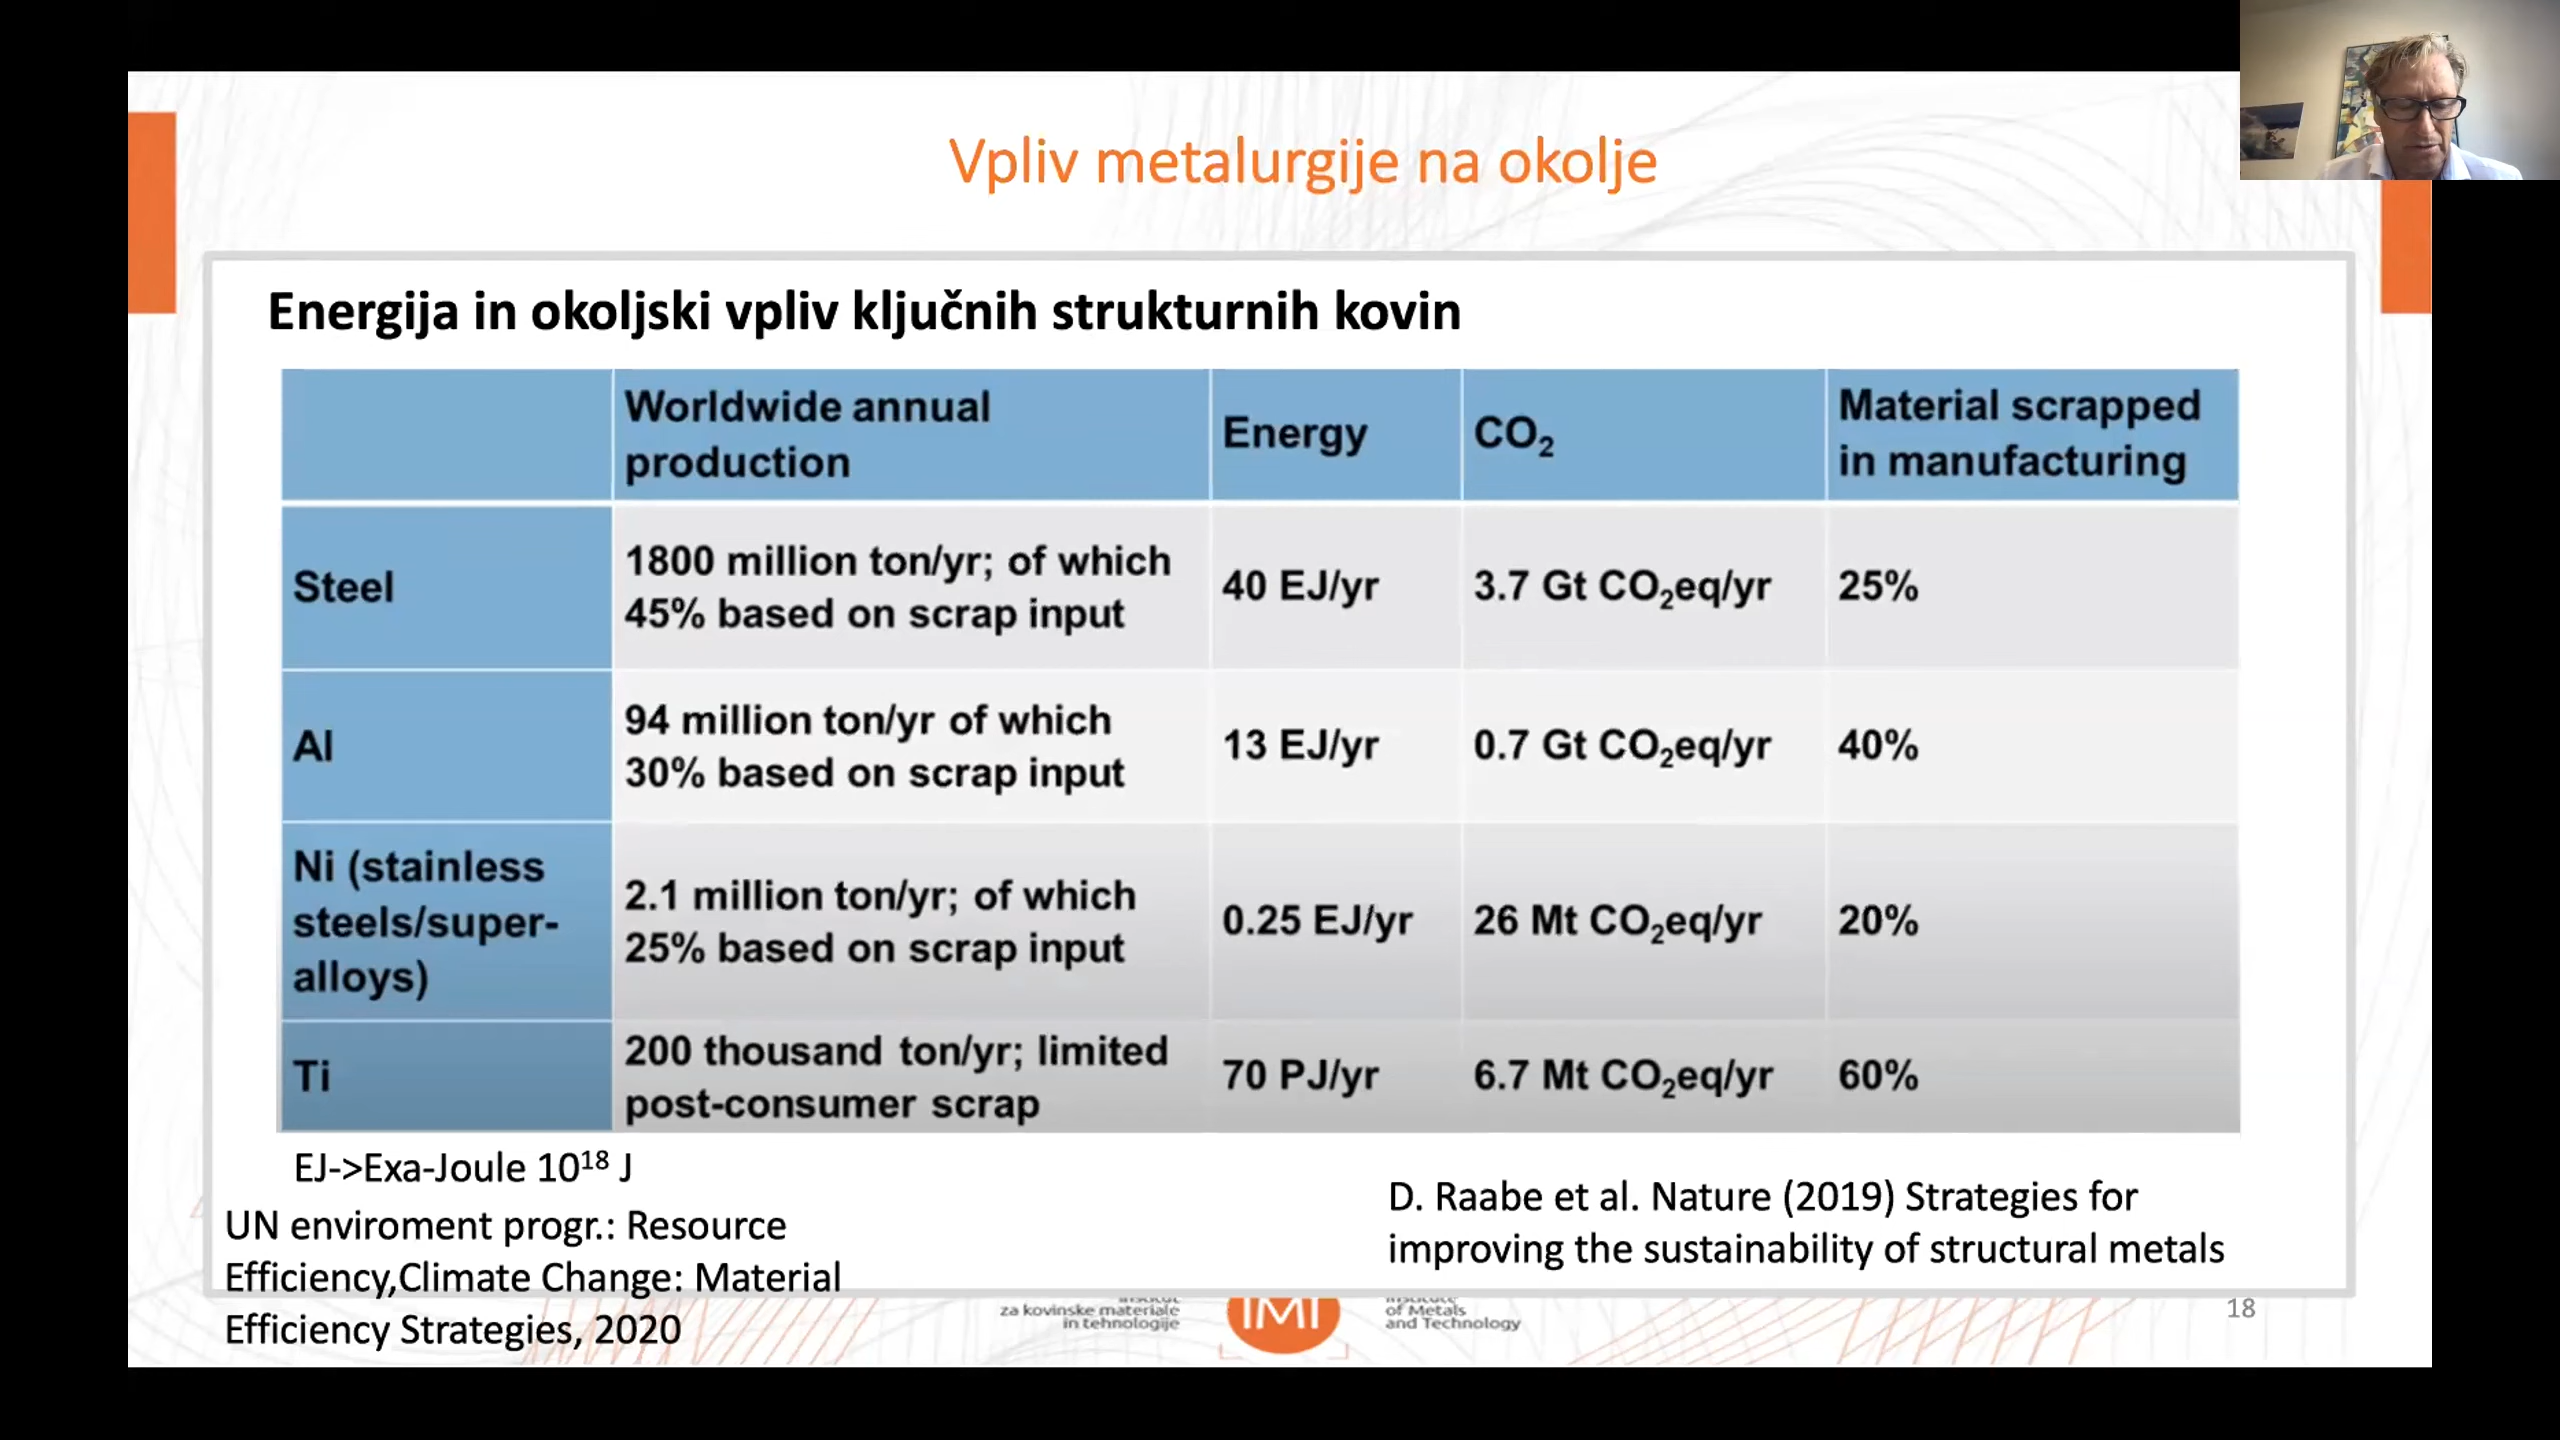 Vpliv metalurgije na okolje
Energija in okoljski vpliv ključnih strukturnih kovin
Worldwide annual
production
Energy
CO₂
Material scrapped
in manufacturing
Steel
1800 million ton/yr; of which
45% based on scrap input
40 EJ/yr
3.7 Gt CO₂eq/yr
25%
Al
94 million ton/yr of which
30% based on scrap input
13 EJ/yr
0.7 Gt CO₂eq/yr
40%
Ni (stainless
steels/super-
alloys)
2.1 million ton/yr; of which
25% based on scrap input
0.25 EJ/yr
26 Mt CO₂eq/yr
20%
Ti
200 thousand ton/yr; limited
post-consumer scrap
70 PJ/yr
6.7 Mt CO₂eq/yr
60%
EJ->Exa-Joule 10¹⁸ J
UN enviroment progr.: Resource
Efficiency,Climate Change: Material
Efficiency Strategies, 2020
D. Raabe et al. Nature (2019) Strategies for
improving the sustainability of structural metals
za kovinske materiale
in tehnologije
IMT
of Metals
and Technology
18